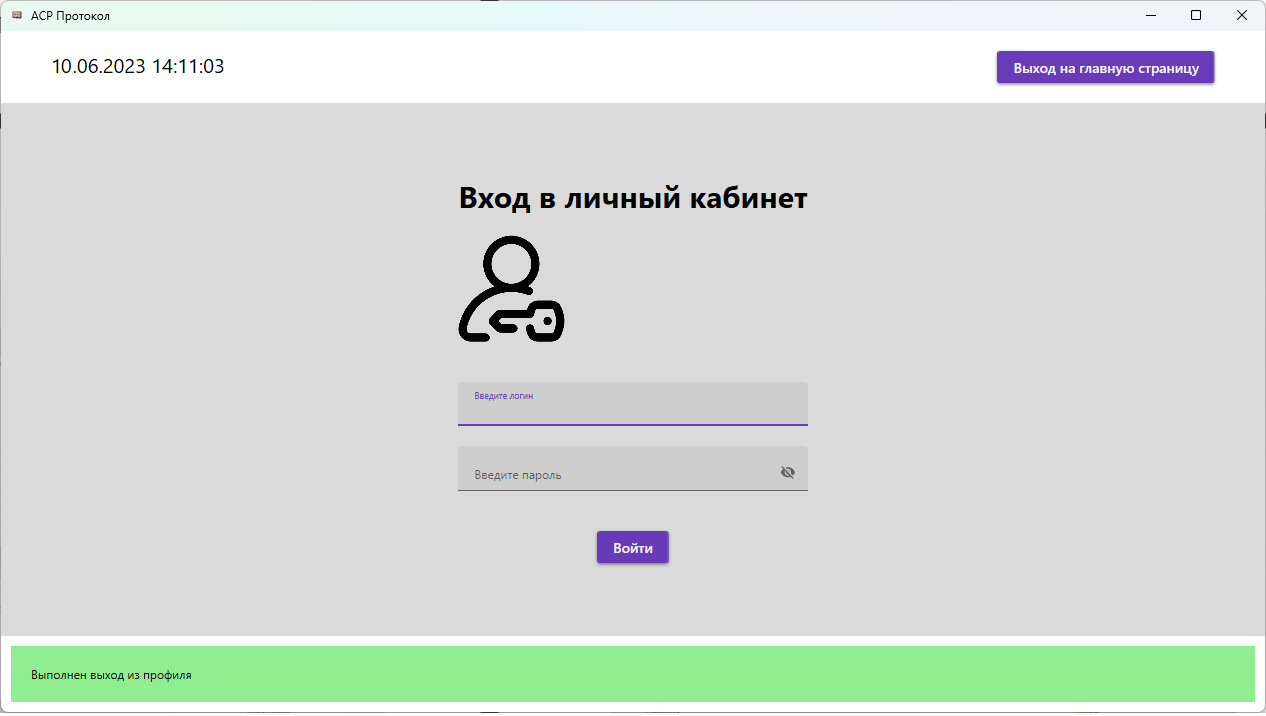 АСР Протокол
10.06.2023 14:11:03
Выход на главную страницу
Вход в личный кабинет
Введите логин
Введите пароль
Войти
Выполнен выход из профиля